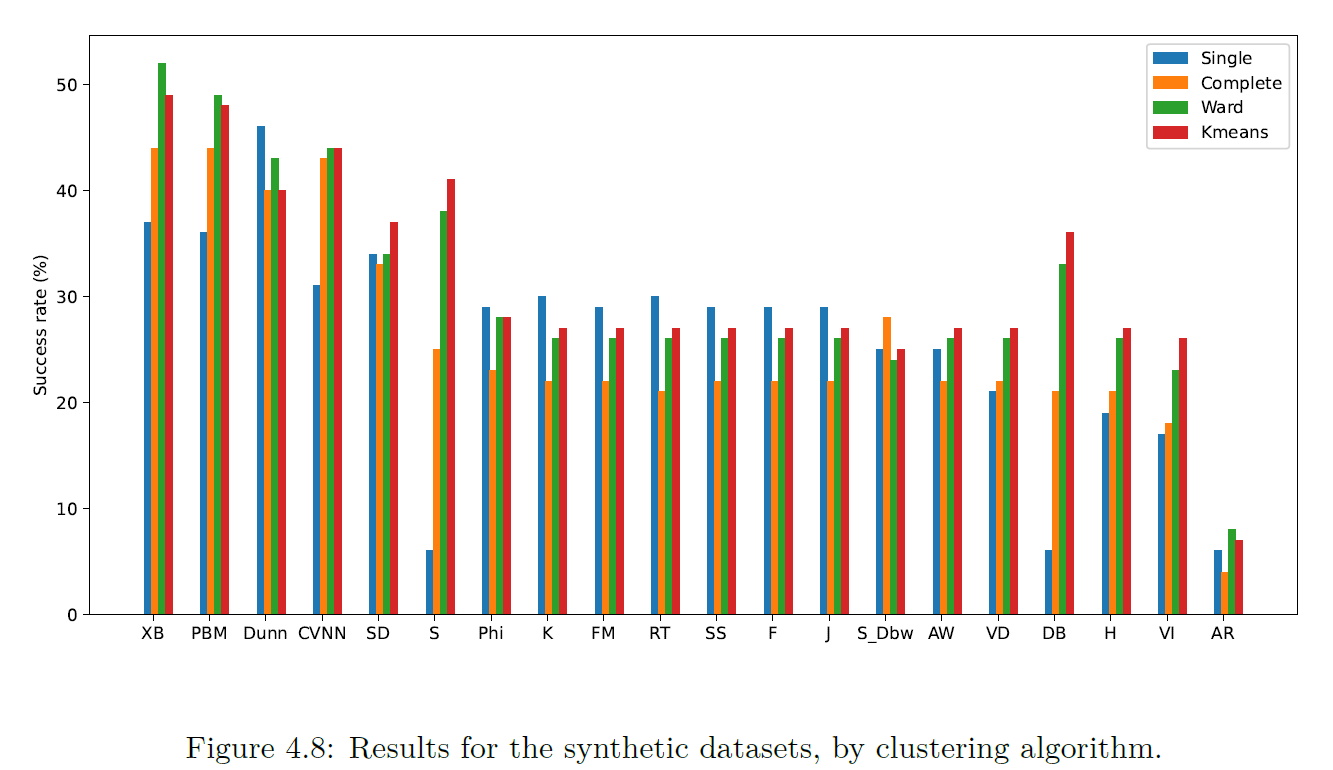 Single
Complete
Ward
Kmeans
Success rate (%)
50
40
30
20
10
0
XB PBM Dunn CVNN SD S Phi K FM RT SS F J S_Dbw AW VD DB H VI AR
Figure 4.8: Results for the synthetic datasets, by clustering algorithm.